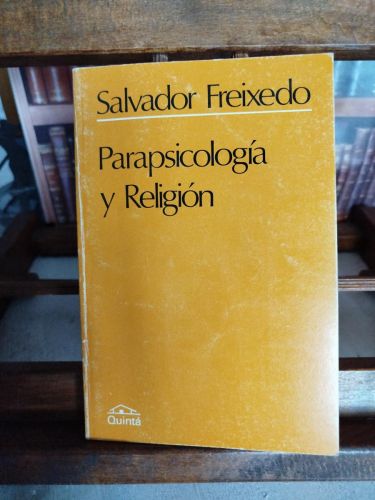 Salvador Freixedo
Parapsicología
y Religión
Quintá